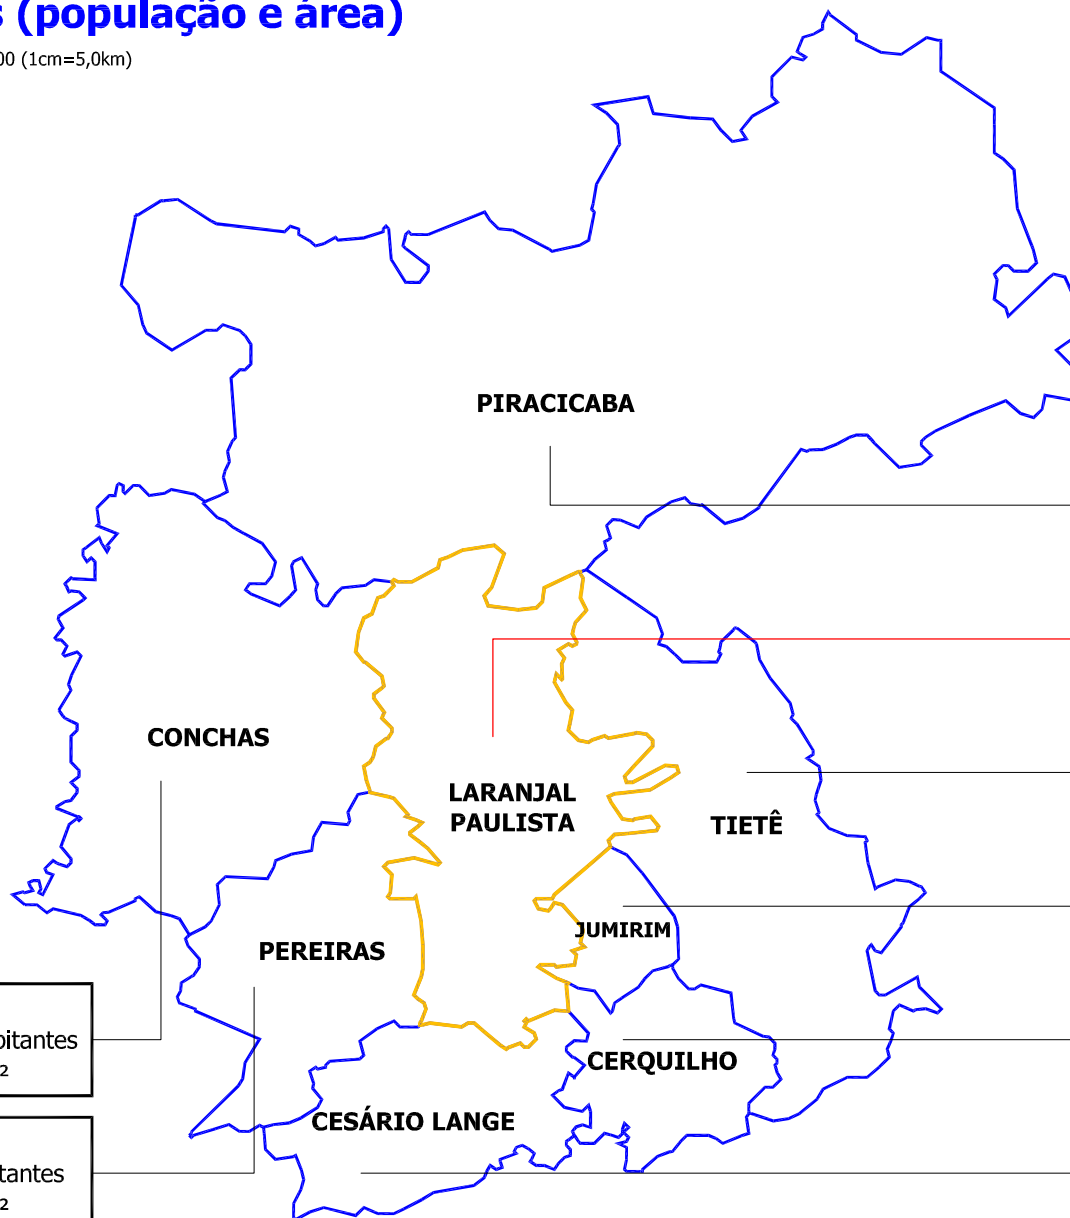 (população e área)
00 (1cm=5,0km)
PIRACICABA
CONCHAS
LARANJAL
PAULISTA
TIETÊ
JUMIRIM
PEREIRAS
CERQUILHO
CESÁRIO LANGE
bitantes
2
tantes
2